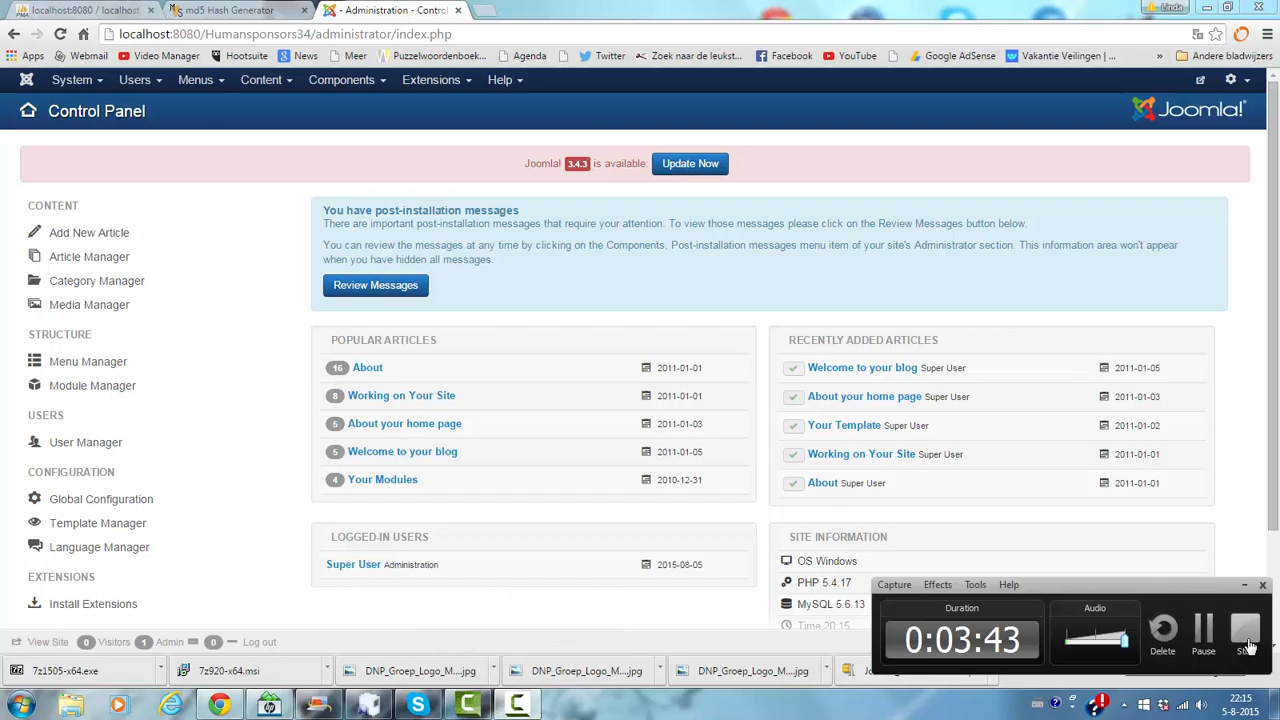 localhost:8080 / localhos
md5 Hash Generator
- Administration - Control
Linda
localhost:8080/Humansponsors34/administrator/index.php
Apps
Webmail
Video Manager
Hootsuite
News
Meer
Puzzelwoordenboek...
Agenda
Twitter
Zoek naar de leukst...
Facebook
YouTube
Google AdSense
Vakantie Veilingen | ...
»
Andere bladwijzers
System
Users
Menus
Content
Components
Extensions
Help
Control Panel
Joomla!
Joomla! 3.4.3 is available: Update Now
CONTENT
Add New Article
Article Manager
Category Manager
Media Manager
STRUCTURE
Menu Manager
Module Manager
USERS
User Manager
CONFIGURATION
Global Configuration
Template Manager
Language Manager
EXTENSIONS
Install Extensions
You have post-installation messages
There are important post-installation messages that require your attention. To view those messages please click on the Review Messages button below.
You can review the messages at any time by clicking on the Components, Post-installation messages menu item of your site's Administrator section. This information area won't appear
when you have hidden all messages.
Review Messages
POPULAR ARTICLES
16 About 2011-01-01
8 Working on Your Site 2011-01-01
5 About your home page 2011-01-03
5 Welcome to your blog 2011-01-05
4 Your Modules 2010-12-31
RECENTLY ADDED ARTICLES
Welcome to your blog Super User 2011-01-05
About your home page Super User 2011-01-03
Your Template Super User 2011-01-02
Working on Your Site Super User 2011-01-01
About Super User 2011-01-01
LOGGED-IN USERS
Super User Administration 2015-08-05
SITE INFORMATION
OS Windows
PHP 5.4.17
MySQL 5.6.13
Time 20:15
Capture Effects Tools Help
Duration
0:03:43
Audio
Delete
Pause
View Site 0 Visitors 1 Admin 0 Log out
7z1505-x64.exe
7z920-x64.msi
DNP_Groep_Logo_M....jpg
DNP_Groep_Logo_M....jpg
DNP_Groep_Logo_M....jpg
22:15
5-8-2015